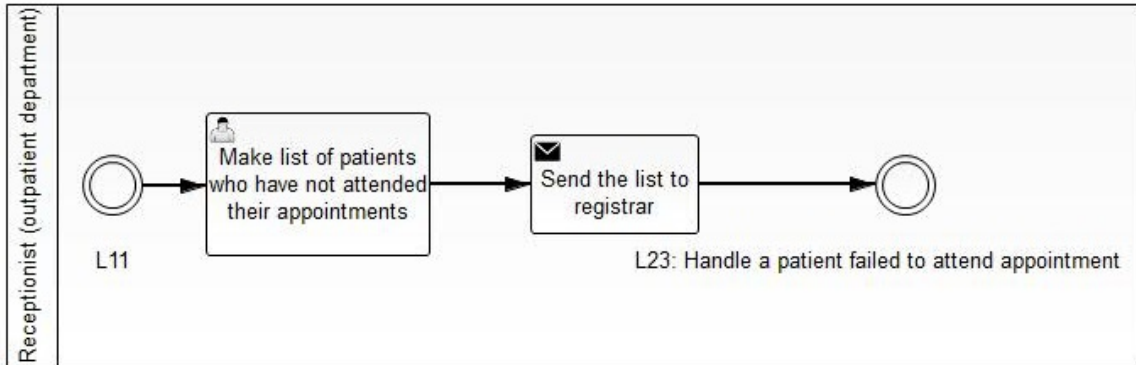 Receptionist (outpatient department)
Make list of patients
who have not attended
their appointments
Send the list to
registrar
L11
L23: Handle a patient failed to attend appointment